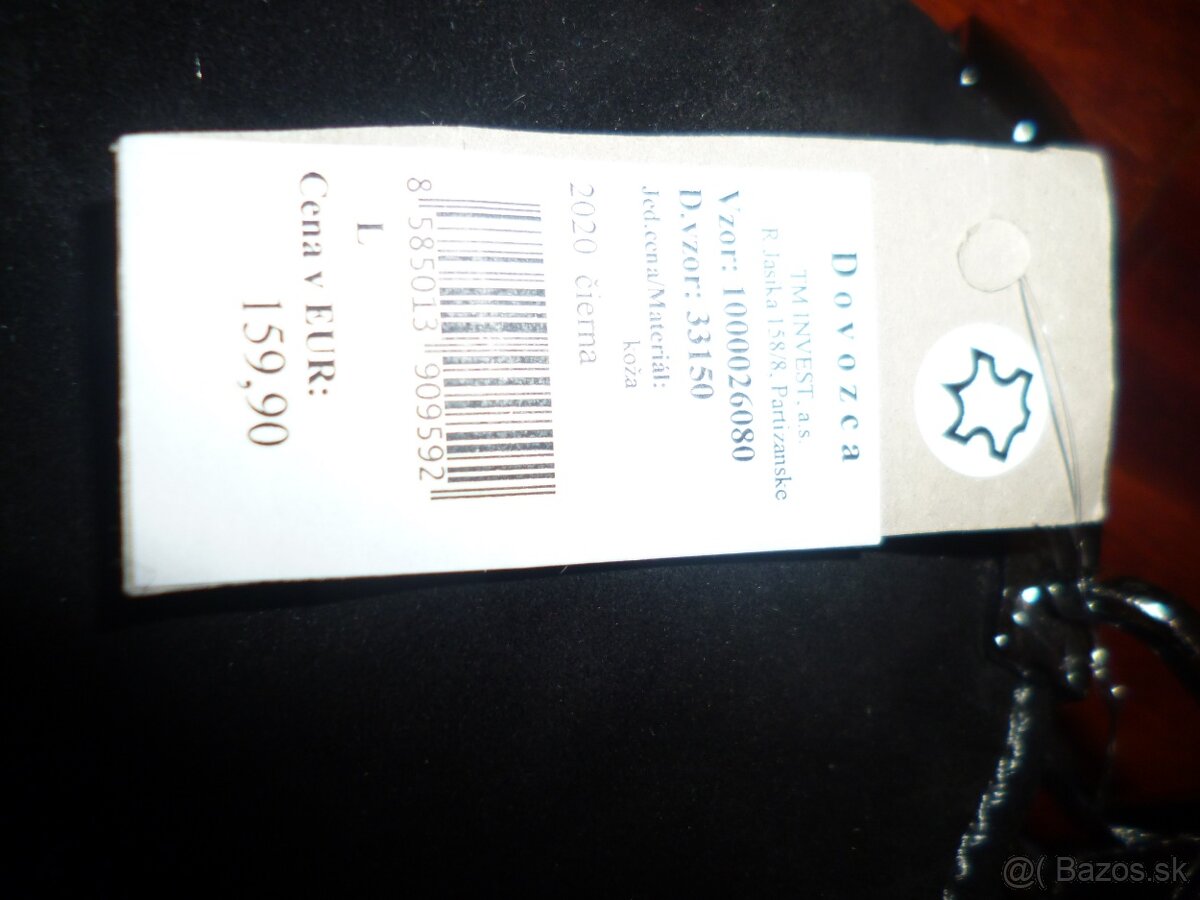 Dovozca
TM INVEST, a.s.
R.Jašíka 158/8, Partizánske
Vzor: 1000026080
D.vzor: 33150
Jed.cena/Materiál:
koža
2020 čierna
8 585013 909592
L
Cena v EUR:
159,90
@( Bazos.sk